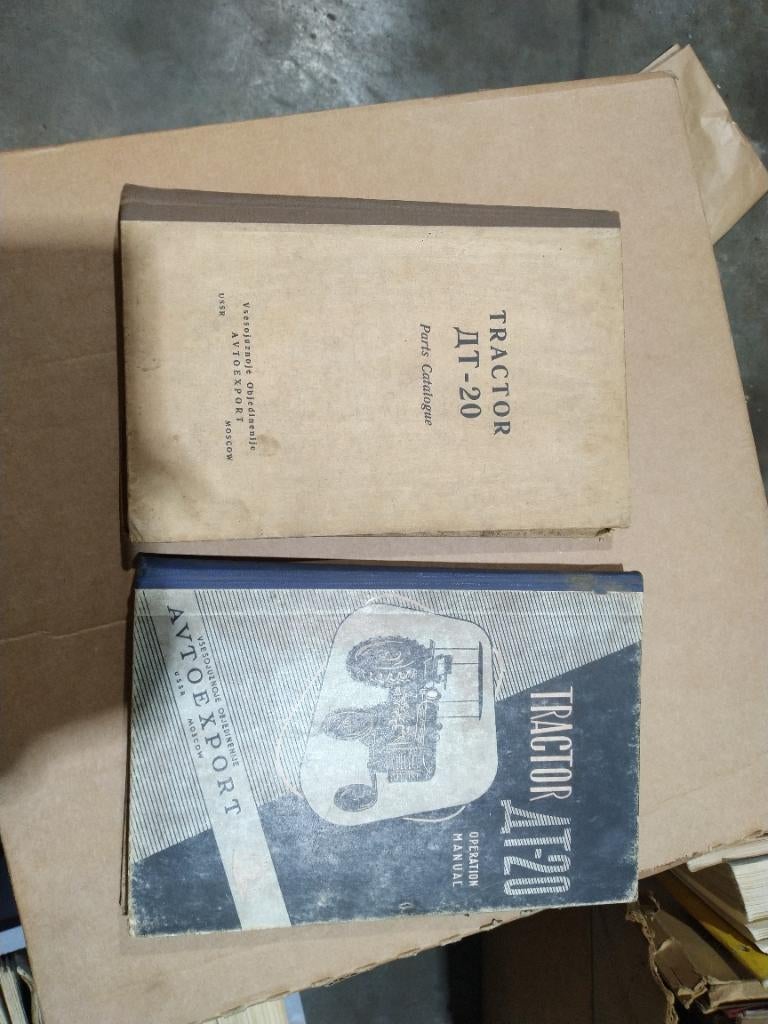 TRACTOR
ДТ-20
Parts Catalogue
Vsesojuznoje Objedinenije
AVTOEXPORT
USSR MOSCOW
TRACTOR ДТ-20
OPERATION
MANUAL
VSESOJUZNOJE OBJEDINENIJE
AVTOEXPORT
USSR MOSCOW